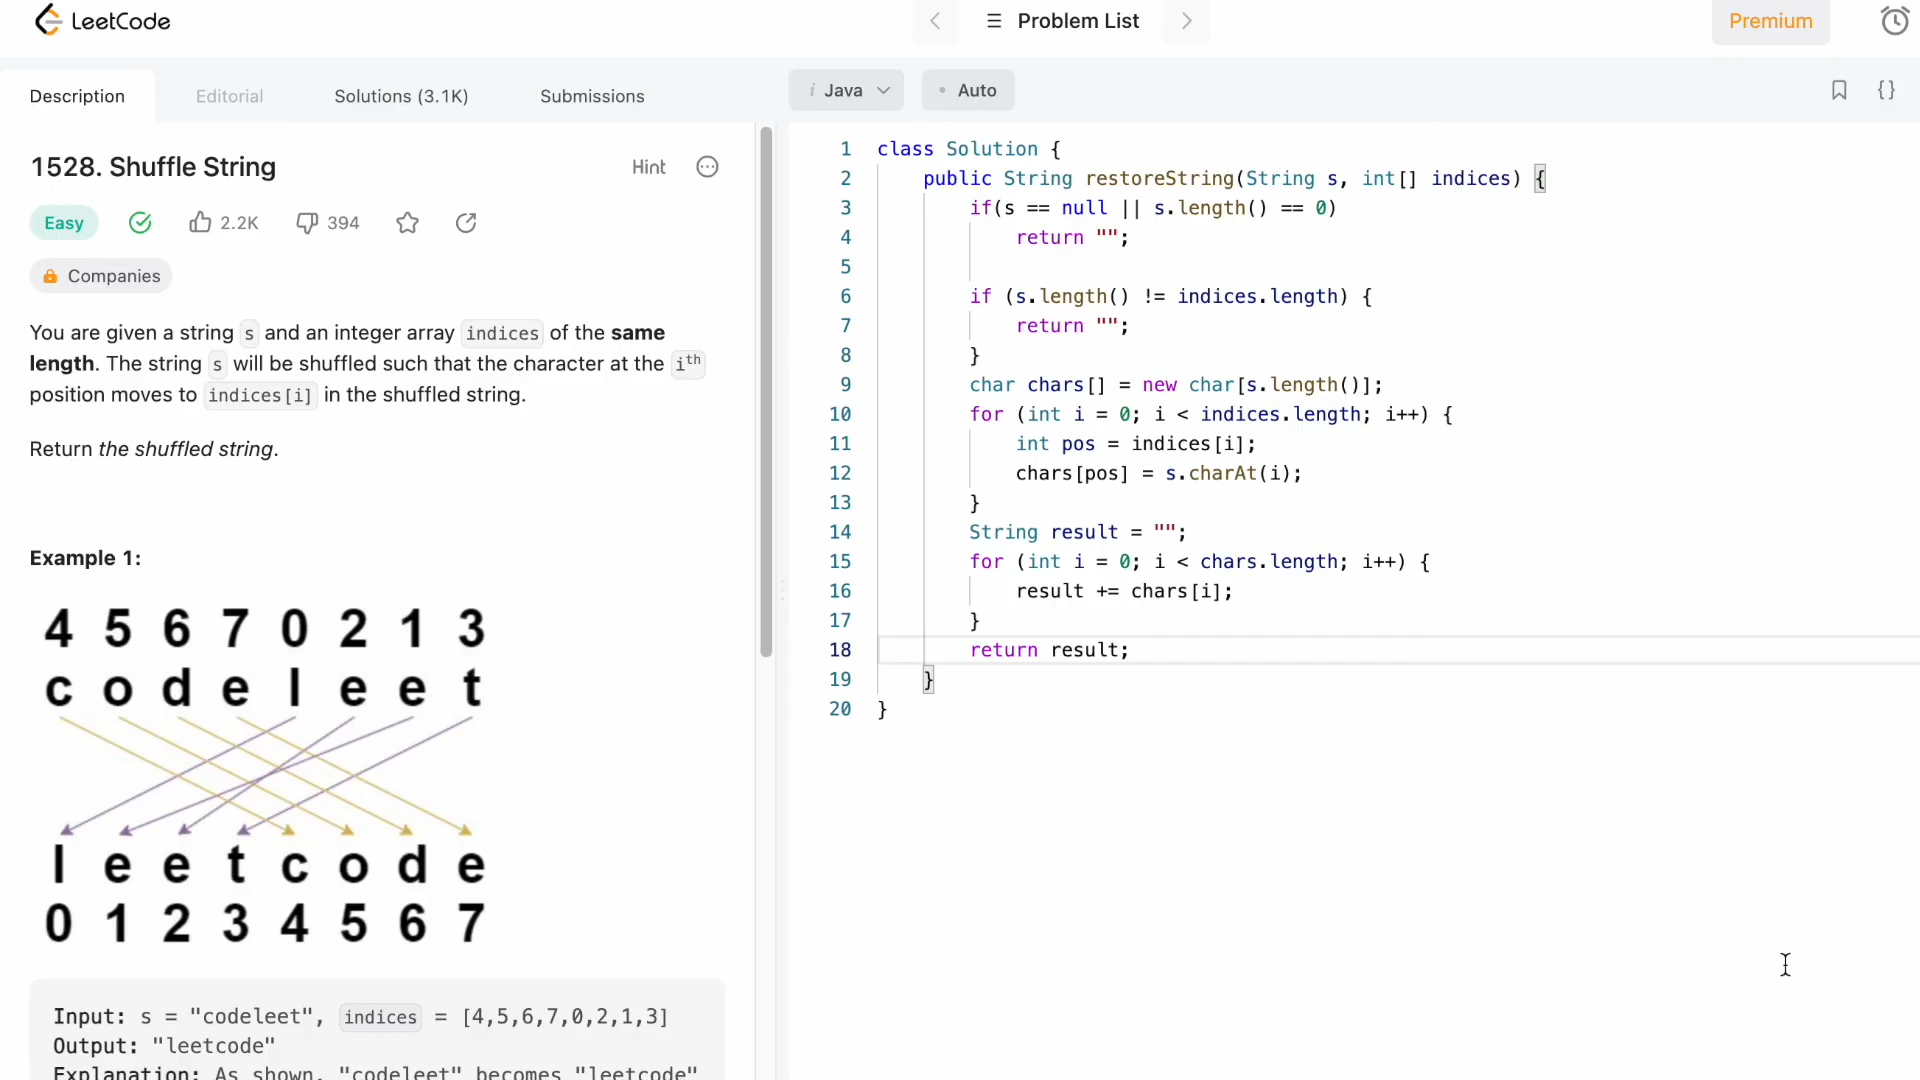 LeetCode
Problem List
Premium
Description Editorial Solutions (3.1K) Submissions
1528. Shuffle String
Hint
Easy 2.2K 394
Companies
You are given a string s and an integer array indices of the same
length. The string s will be shuffled such that the character at the ith
position moves to indices[i] in the shuffled string.
Return the shuffled string.
Example 1:
4 5 6 7 0 2 1 3
c o d e l e e t
l e e t c o d e
0 1 2 3 4 5 6 7
Input: s = "codeleet", indices = [4,5,6,7,0,2,1,3]
Output: "leetcode"
Explanation: As shown, "codeleet" becomes "leetcode"
i Java • Auto
{}
1 class Solution {
2 public String restoreString(String s, int[] indices) {
3 if(s == null || s.length() == 0)
4 return "";
5
6 if (s.length() != indices.length) {
7 return "";
8 }
9 char chars[] = new char[s.length()];
10 for (int i = 0; i < indices.length; i++) {
11 int pos = indices[i];
12 chars[pos] = s.charAt(i);
13 }
14 String result = "";
15 for (int i = 0; i < chars.length; i++) {
16 result += chars[i];
17 }
18 return result;
19 }
20 }